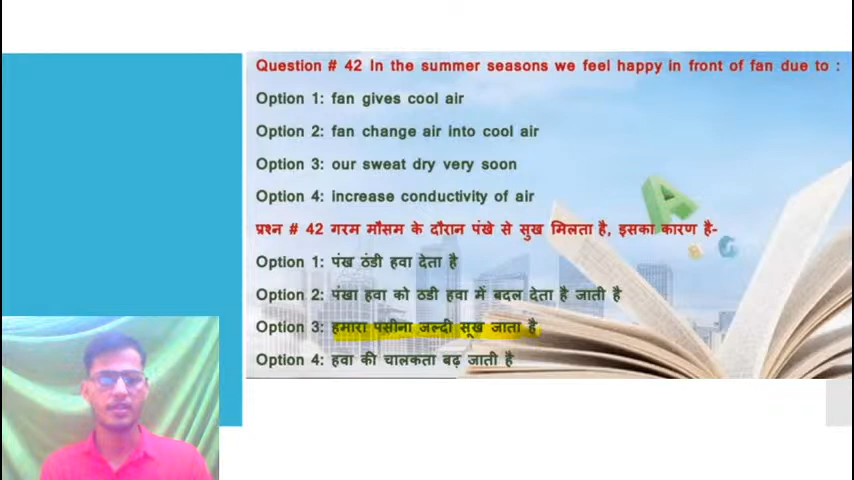 Question # 42 In the summer seasons we feel happy in front of fan due to :
Option 1: fan gives cool air
Option 2: fan change air into cool air
Option 3: our sweat dry very soon
Option 4: increase conductivity of air
प्रश्न # 42 गरम मौसम के दौरान पंखे से सुख मिलता है, इसका कारण है-
Option 1: पंख ठंडी हवा देता है
Option 2: पंखा हवा को ठडी हवा में बदल देता है जाती है
Option 3: हमारा पसीना जल्दी सूख जाता है
Option 4: हवा की चालकता बढ़ जाती है
A
B
C